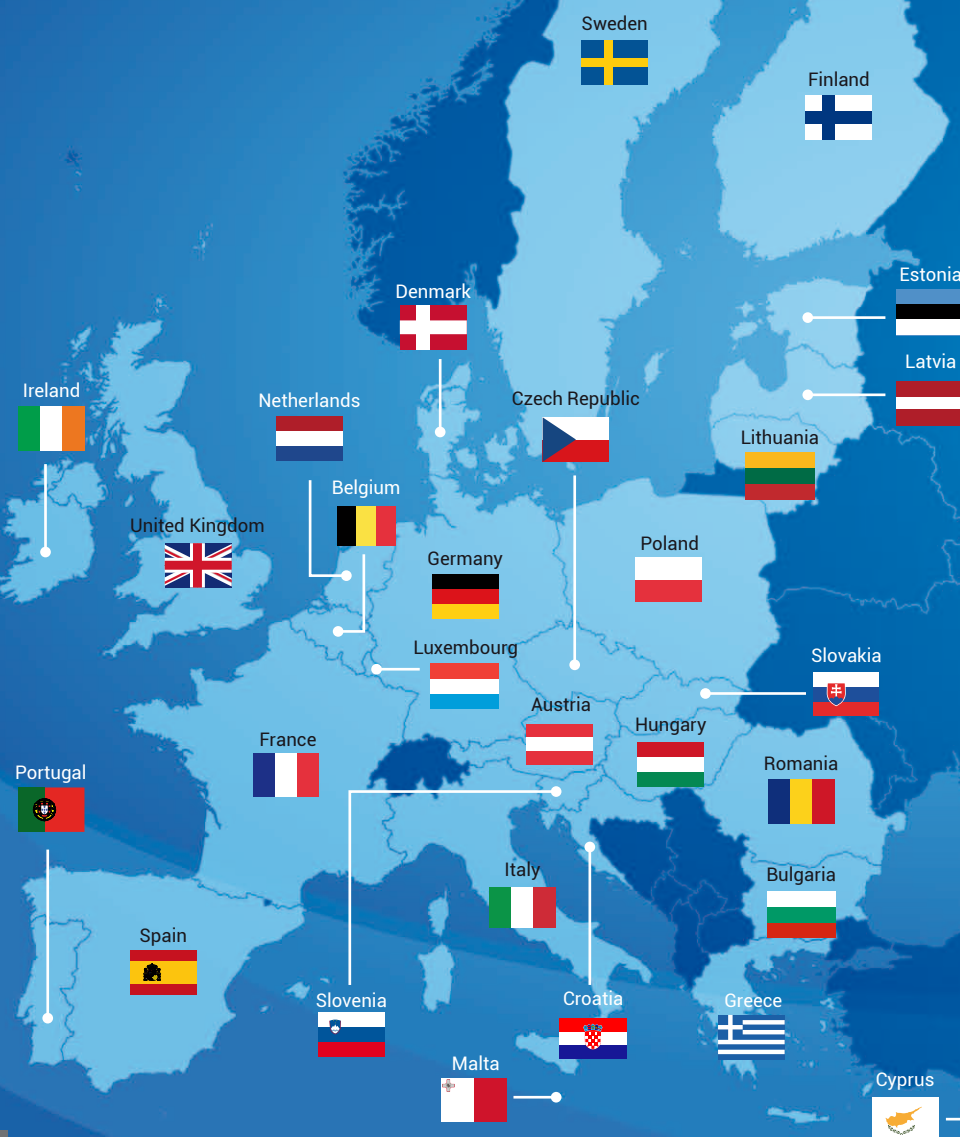 Sweden
Finland
Estonia
Denmark
Latvia
Ireland
Netherlands
Czech Republic
Lithuania
Belgium
United Kingdom
Poland
Germany
Luxembourg
Slovakia
Austria
Hungary
France
Romania
Portugal
Italy
Bulgaria
Spain
Slovenia
Croatia
Greece
Malta
Cyprus